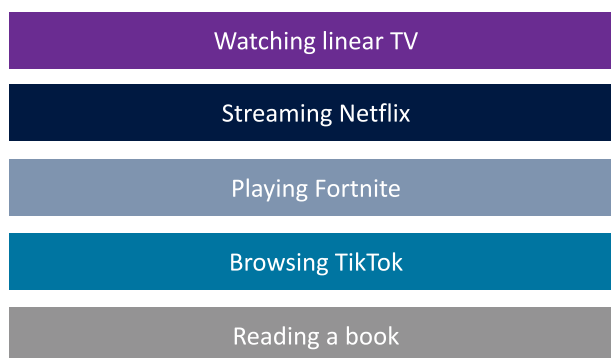 Watching linear TV
Streaming Netflix
Playing Fortnite
Browsing TikTok
Reading a book